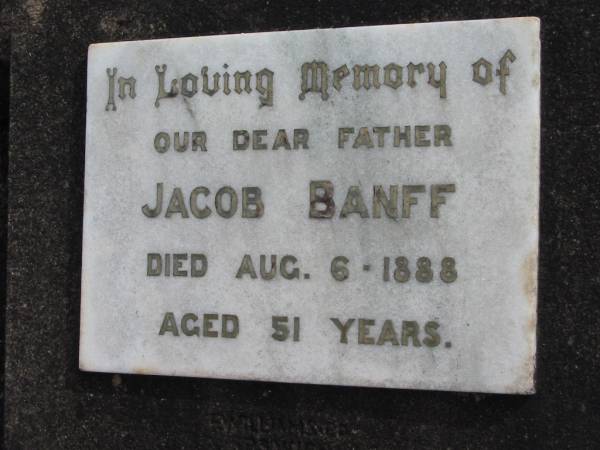 In Loving Memory of
OUR DEAR FATHER
JACOB BANFF
DIED AUG. 6 - 1888
AGED 51 YEARS.